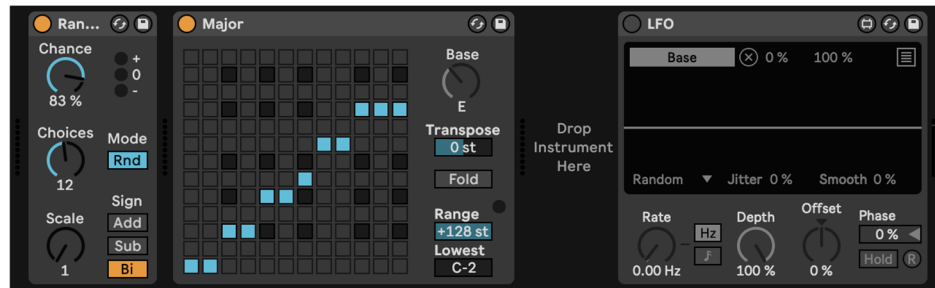 Ran...
Chance
+
0
-
83 %
Choices
Mode
Rnd
12
Sign
Add
Scale
Sub
1
Bi
Major
Base
E
Transpose
0 st
Fold
Range
+128 st
Lowest
C-2
Drop
Instrument
Here
LFO
Base 0 % 100 %
Random Jitter 0 % Smooth 0 %
Rate
Hz
0.00 Hz
Depth
100 %
Offset
0 %
Phase
0 %
Hold R